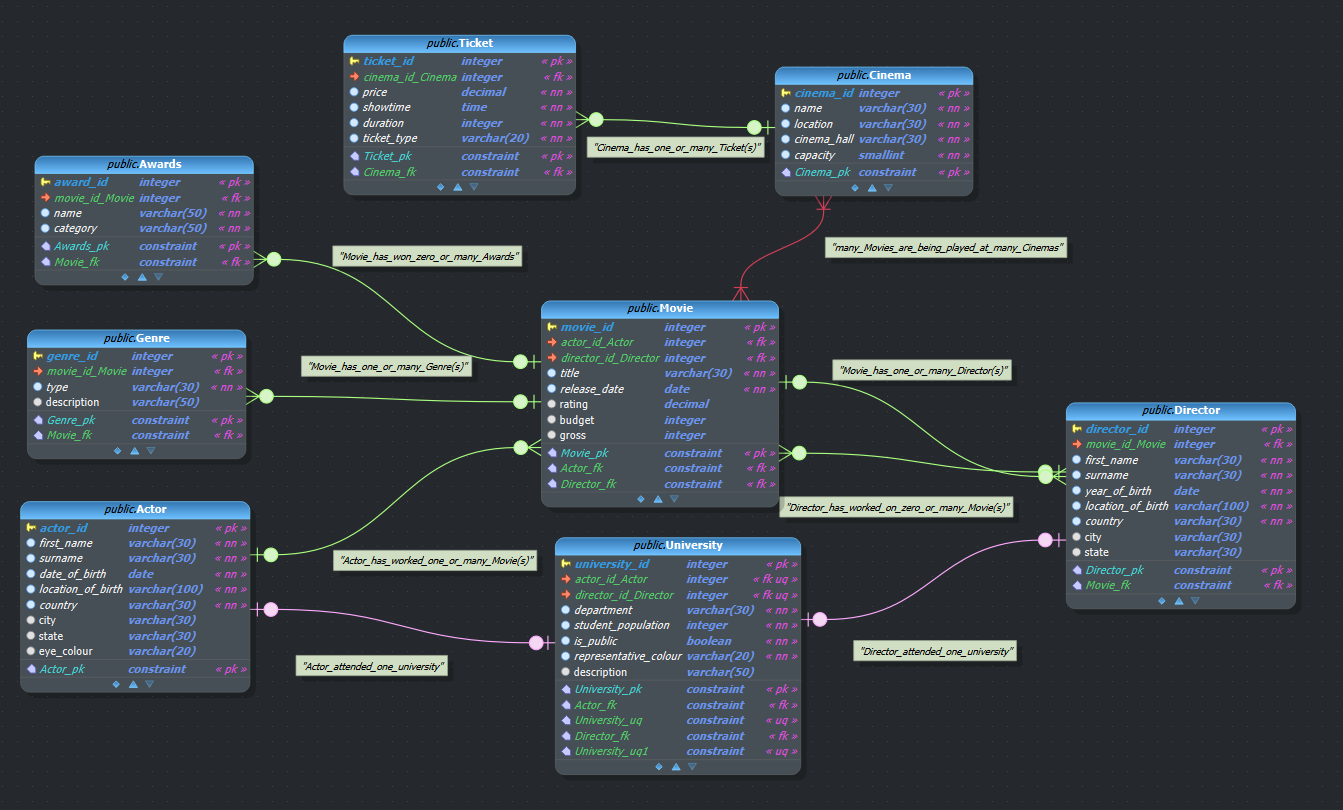 public.Ticket
ticket_id integer « pk »
cinema_id_Cinema integer « fk »
price decimal « nn »
showtime time « nn »
duration integer « nn »
ticket_type varchar(20) « nn »
Ticket_pk constraint « pk »
Cinema_fk constraint « fk »
public.Cinema
cinema_id integer « pk »
name varchar(30) « nn »
location varchar(30) « nn »
cinema_hall varchar(30) « nn »
capacity smallint « nn »
Cinema_pk constraint « pk »
"Cinema_has_one_or_many_Ticket(s)"
public.Awards
award_id integer « pk »
movie_id_Movie integer « fk »
name varchar(50) « nn »
category varchar(50) « nn »
Awards_pk constraint « pk »
Movie_fk constraint « fk »
"Movie_has_won_zero_or_many_Awards"
"many_Movies_are_being_played_at_many_Cinemas"
public.Genre
genre_id integer « pk »
movie_id_Movie integer « fk »
type varchar(30) « nn »
description varchar(50)
Genre_pk constraint « pk »
Movie_fk constraint « fk »
"Movie_has_one_or_many_Genre(s)"
public.Movie
movie_id integer « pk »
actor_id_Actor integer « fk »
director_id_Director integer « fk »
title varchar(30) « nn »
release_date date « nn »
rating decimal
budget integer
gross integer
Movie_pk constraint « pk »
Actor_fk constraint « fk »
Director_fk constraint « fk »
"Movie_has_one_or_many_Director(s)"
public.Director
director_id integer « pk »
movie_id_Movie integer « fk »
first_name varchar(30) « nn »
surname varchar(30) « nn »
year_of_birth date « nn »
location_of_birth varchar(100) « nn »
country varchar(30) « nn »
city varchar(30)
state varchar(30)
Director_pk constraint « pk »
Movie_fk constraint « fk »
"Director_has_worked_on_zero_or_many_Movie(s)"
public.Actor
actor_id integer « pk »
first_name varchar(30) « nn »
surname varchar(30) « nn »
date_of_birth date « nn »
location_of_birth varchar(100) « nn »
country varchar(30) « nn »
city varchar(30)
state varchar(30)
eye_colour varchar(20)
Actor_pk constraint « pk »
"Actor_has_worked_one_or_many_Movie(s)"
"Actor_attended_one_university"
public.University
university_id integer « pk »
actor_id_Actor integer « fk uq »
director_id_Director integer « fk uq »
department varchar(30) « nn »
student_population integer « nn »
is_public boolean « nn »
representative_colour varchar(20) « nn »
description varchar(50)
University_pk constraint « pk »
Actor_fk constraint « fk »
University_uq constraint « uq »
Director_fk constraint « fk »
University_uq1 constraint « uq »
"Director_attended_one_university"